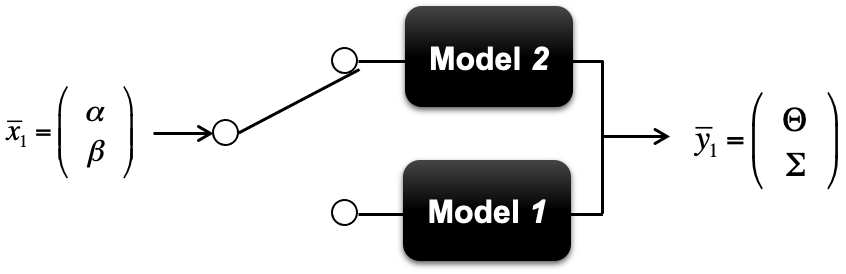 Model 2
x̄₁ = ( α
β )
ȳ₁ = ( Θ
Σ )
Model 1